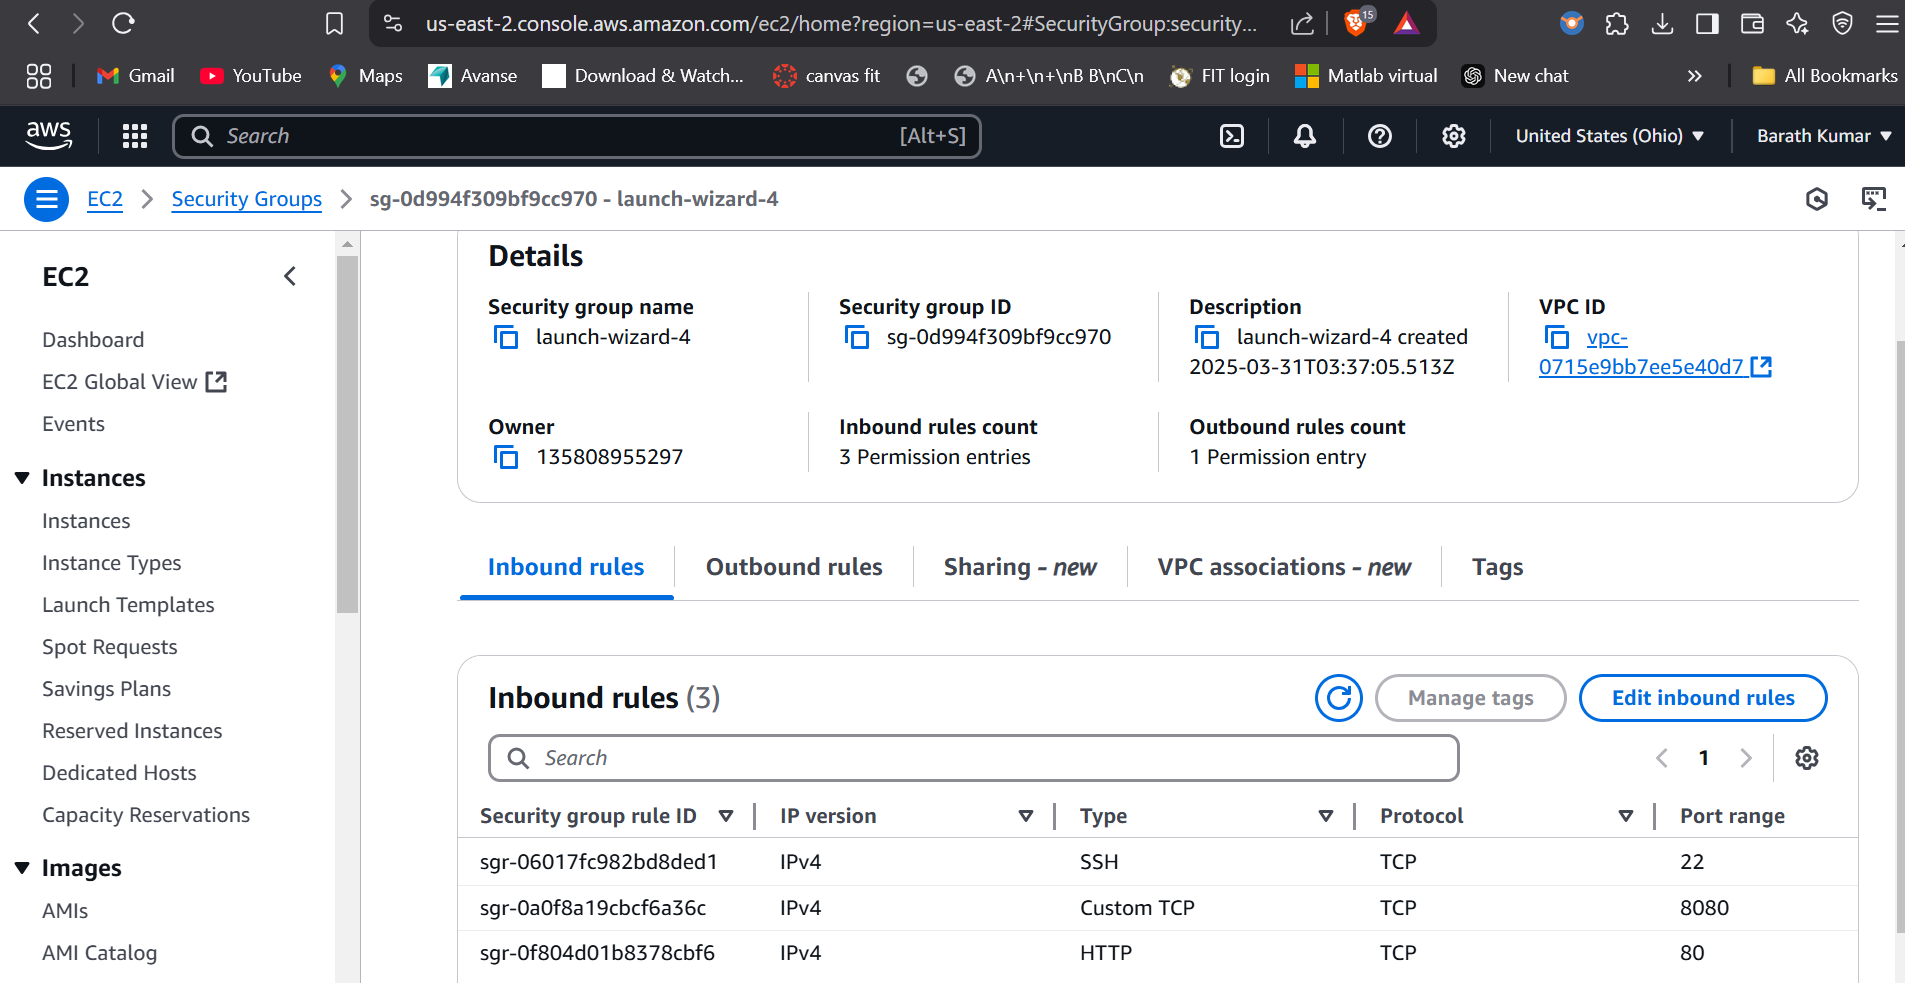 us-east-2.console.aws.amazon.com/ec2/home?region=us-east-2#SecurityGroup:security...
15
Gmail
YouTube
Maps
Avanse
Download & Watch...
canvas fit
A\n+\n+\nB B\nC\n
FIT login
Matlab virtual
New chat
All Bookmarks
aws
Search
[Alt+S]
United States (Ohio)
Barath Kumar
EC2
Security Groups
sg-0d994f309bf9cc970 - launch-wizard-4
EC2
Dashboard
EC2 Global View
Events
Instances
Instances
Instance Types
Launch Templates
Spot Requests
Savings Plans
Reserved Instances
Dedicated Hosts
Capacity Reservations
Images
AMIs
AMI Catalog
Details
Security group name
launch-wizard-4
Security group ID
sg-0d994f309bf9cc970
Description
launch-wizard-4 created
2025-03-31T03:37:05.513Z
VPC ID
vpc-
0715e9bb7ee5e40d7
Owner
135808955297
Inbound rules count
3 Permission entries
Outbound rules count
1 Permission entry
Inbound rules
Outbound rules
Sharing - new
VPC associations - new
Tags
Inbound rules (3)
Manage tags
Edit inbound rules
Search
1
Security group rule ID
IP version
Type
Protocol
Port range
sgr-06017fc982bd8ded1 IPv4 SSH TCP 22
sgr-0a0f8a19cbcf6a36c IPv4 Custom TCP TCP 8080
sgr-0f804d01b8378cbf6 IPv4 HTTP TCP 80